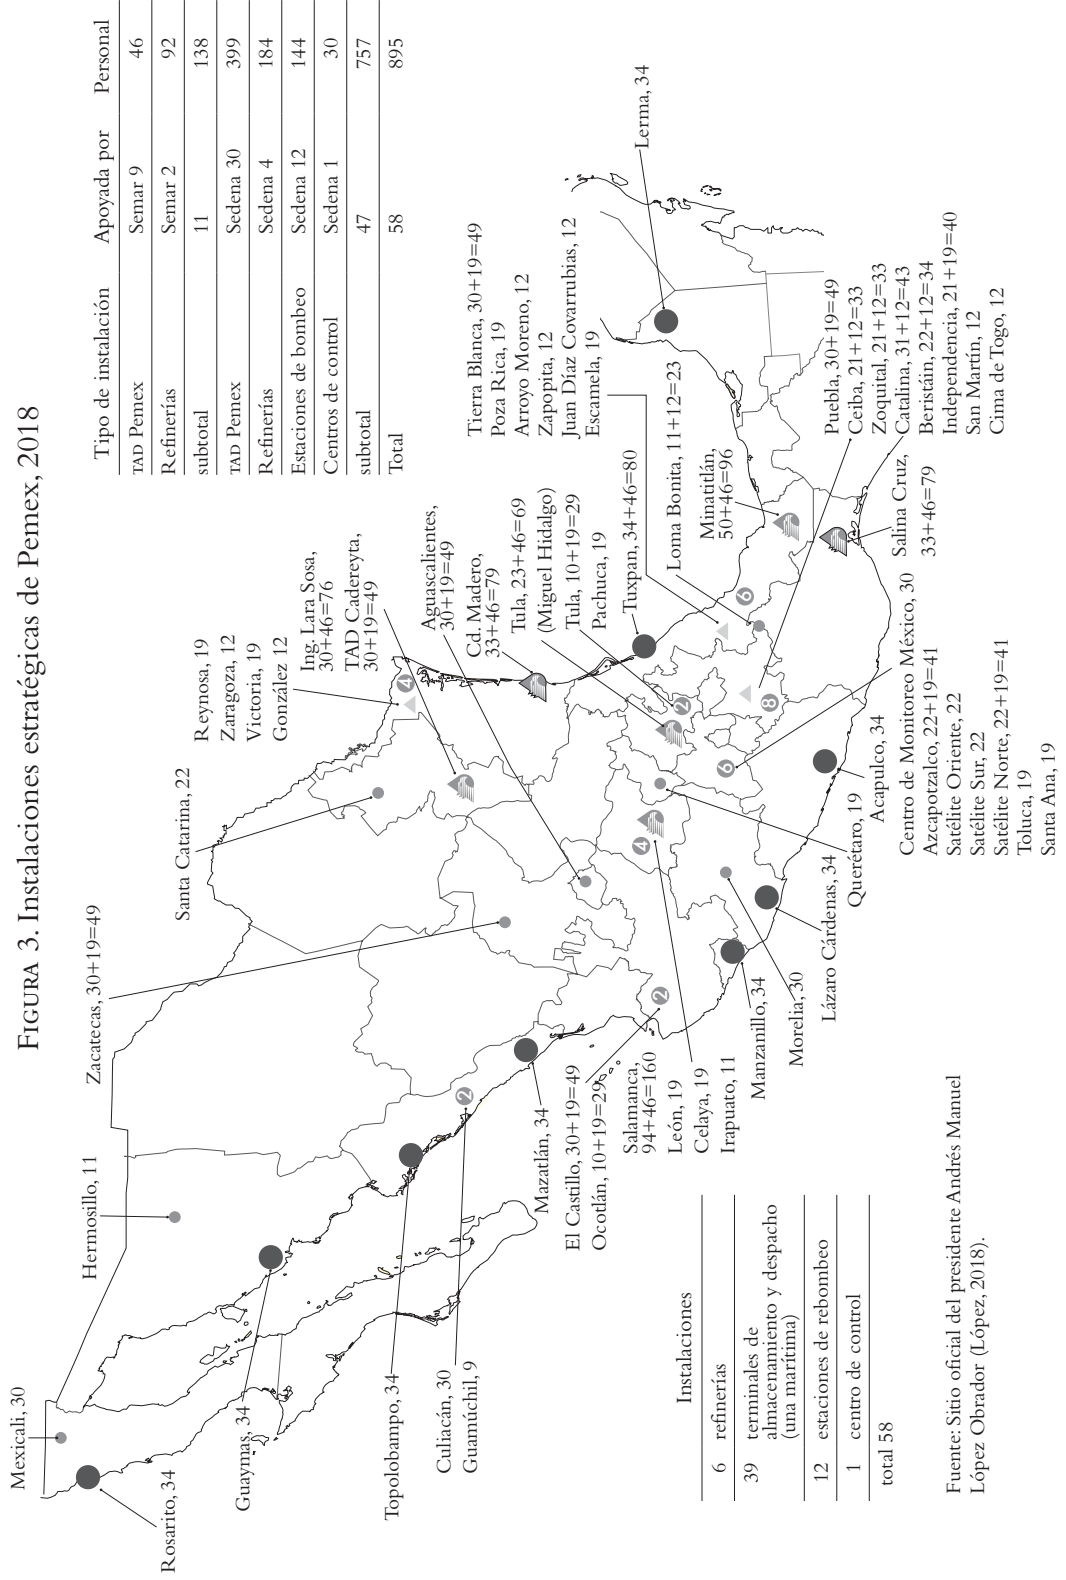 FIGURA 3. Instalaciones estratégicas de Pemex, 2018
Tipo de instalación Apoyada por Personal
TAD Pemex Semar 9 46
Refinerías Semar 2 92
subtotal 11 138
TAD Pemex Sedena 30 399
Refinerías Sedena 4 184
Estaciones de bombeo Sedena 12 144
Centros de control Sedena 1 30
subtotal 47 757
Total 58 895
Mexicali, 30
Rosarito, 34
Hermosillo, 11
Guaymas, 34
Zacatecas, 30+19=49
Santa Catarina, 22
Reynosa, 19
Zaragoza, 12
Victoria, 19
González 12
Ing. Lara Sosa,
30+46=76
TAD Cadereyta,
30+19=49
Aguascalientes,
30+19=49
Cd. Madero,
33+46=79
Tula, 23+46=69
(Miguel Hidalgo)
Tula, 10+19=29
Pachuca, 19
Tuxpan, 34+46=80
Loma Bonita, 11+12=23
Minatitlán,
50+46=96
Tierra Blanca, 30+19=49
Poza Rica, 19
Arroyo Moreno, 12
Zapopita, 12
Juan Díaz Covarrubias, 12
Escamela, 19
Lerma, 34
Topolobampo, 34
Culiacán, 30
Guamúchil, 9
Mazatlán, 34
El Castillo, 30+19=49
Ocotlán, 10+19=29
Salamanca,
94+46=160
León, 19
Celaya, 19
Irapuato, 11
Manzanillo, 34
Morelia, 30
Lázaro Cárdenas, 34
Querétaro, 19
Acapulco, 34
Centro de Monitoreo México, 30
Azcapotzalco, 22+19=41
Satélite Oriente, 22
Satélite Sur, 22
Satélite Norte, 22+19=41
Toluca, 19
Santa Ana, 19
Salina Cruz,
33+46=79
Puebla, 30+19=49
Ceiba, 21+12=33
Zoquital, 21+12=33
Catalina, 31+12=43
Beristáin, 22+12=34
Independencia, 21+19=40
San Martín, 12
Cima de Togo, 12
2
2
4
4
2
6
8
6
Instalaciones
6 refinerías
39 terminales de
almacenamiento y despacho
(una marítima)
12 estaciones de rebombeo
1 centro de control
total 58
Fuente: Sitio oficial del presidente Andrés Manuel
López Obrador (López, 2018).